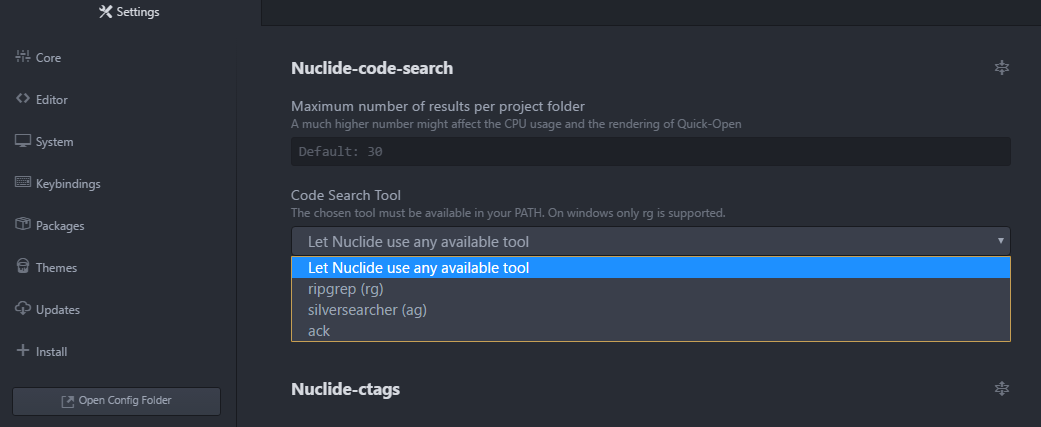 Settings
Core
Editor
System
Keybindings
Packages
Themes
Updates
Install
Open Config Folder
Nuclide-code-search
Maximum number of results per project folder
A much higher number might affect the CPU usage and the rendering of Quick-Open
Default: 30
Code Search Tool
The chosen tool must be available in your PATH. On windows only rg is supported.
Let Nuclide use any available tool
Let Nuclide use any available tool
ripgrep (rg)
silversearcher (ag)
ack
Nuclide-ctags